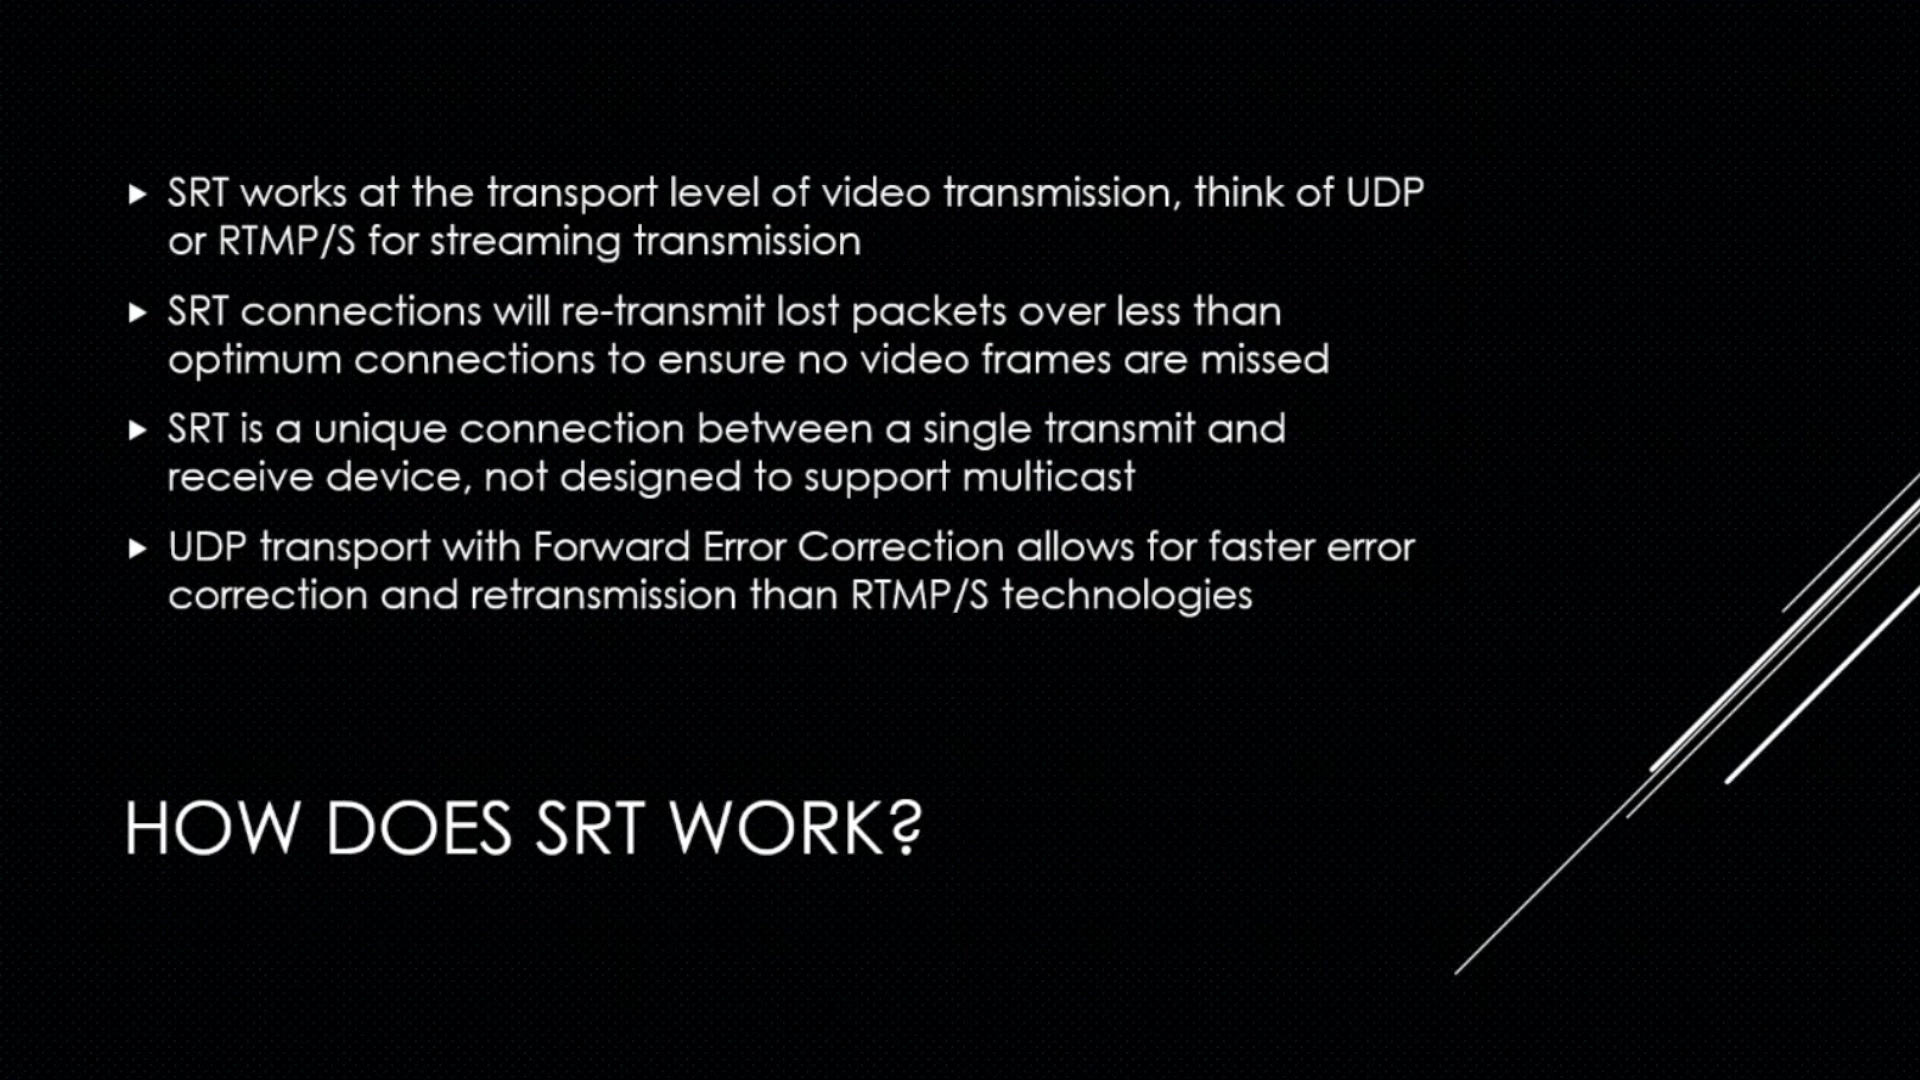 ► SRT works at the transport level of video transmission, think of UDP
or RTMP/S for streaming transmission
► SRT connections will re-transmit lost packets over less than
optimum connections to ensure no video frames are missed
► SRT is a unique connection between a single transmit and
receive device, not designed to support multicast
► UDP transport with Forward Error Correction allows for faster error
correction and retransmission than RTMP/S technologies
HOW DOES SRT WORK?